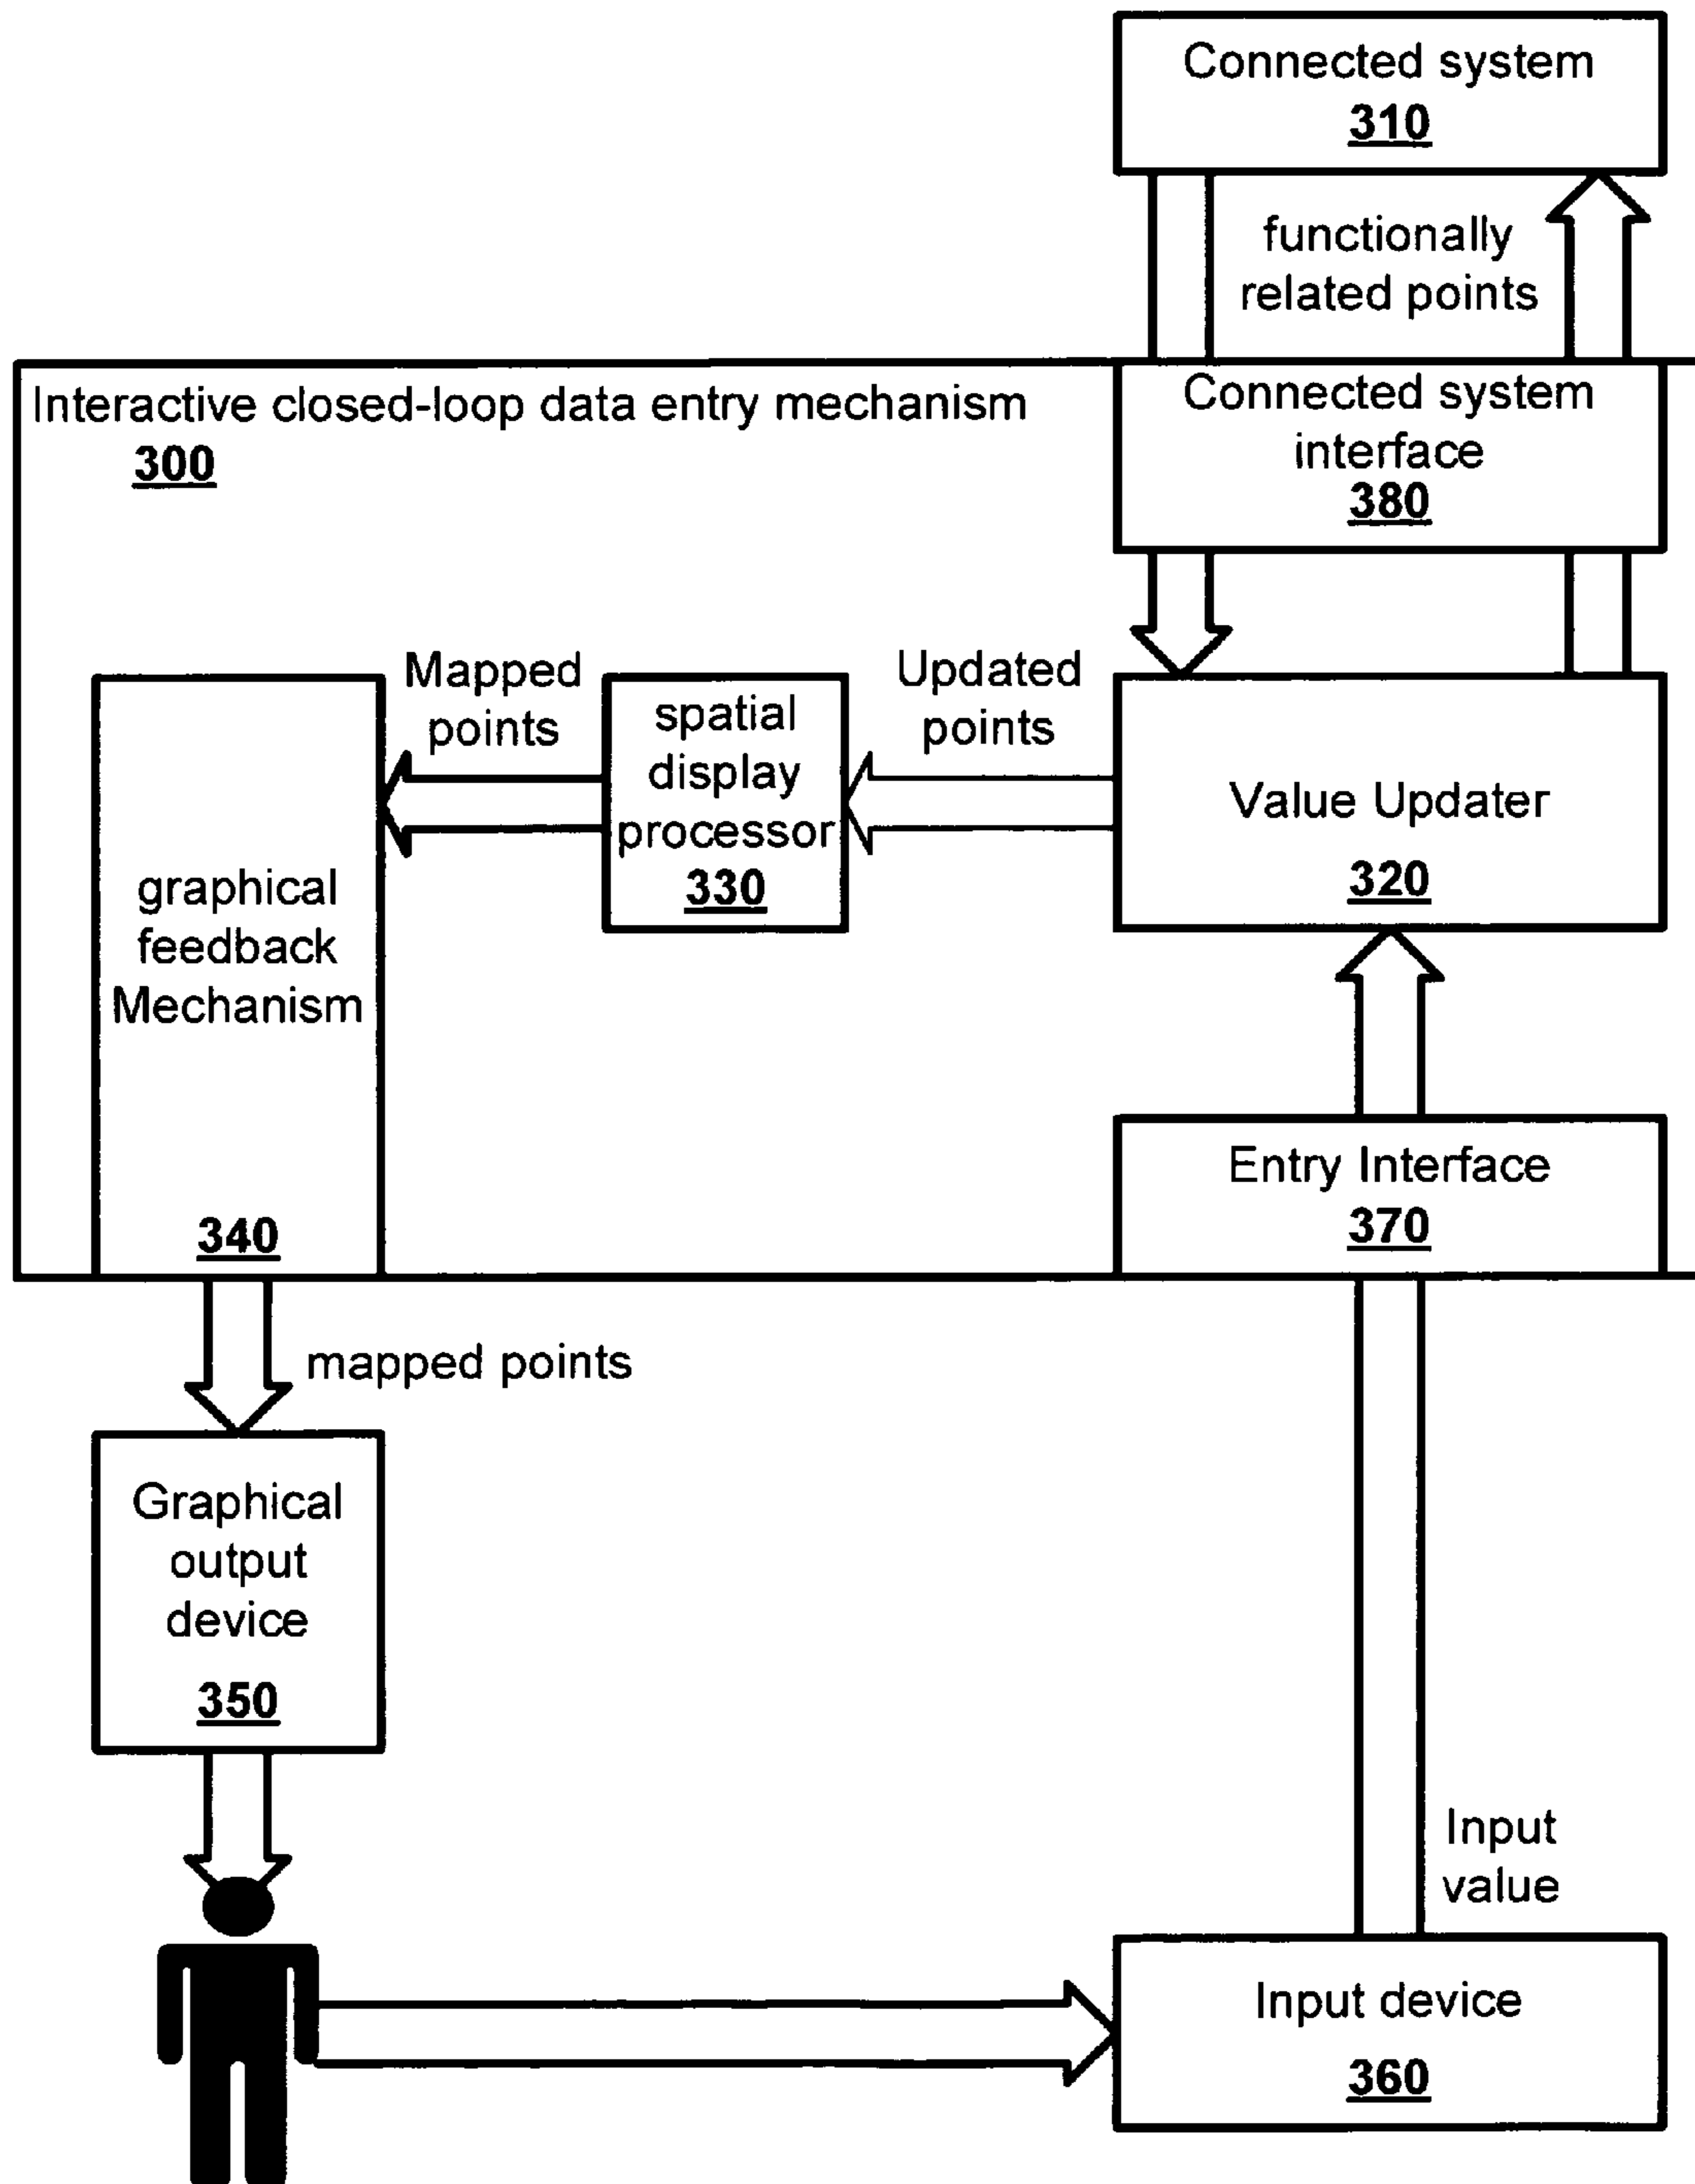 Connected system
310
functionally
related points
Interactive closed-loop data entry mechanism
300
Connected system
interface
380
Mapped
points
spatial
display
processor
330
Updated
points
Value Updater
320
graphical
feedback
Mechanism
340
Entry Interface
370
mapped points
Graphical
output
device
350
Input
value
Input device
360